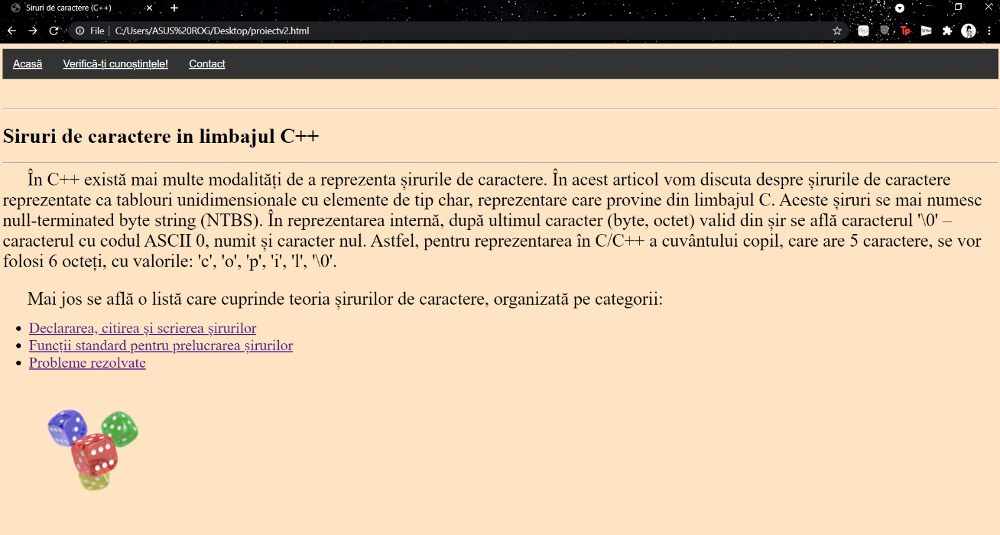 Siruri de caractere (C++)
File
C:/Users/ASUS%20ROG/Desktop/proiectv2.html
Tp
VM
Acasă
Verifică-ți cunoștințele!
Contact
Siruri de caractere in limbajul C++
În C++ există mai multe modalități de a reprezenta șirurile de caractere. În acest articol vom discuta despre șirurile de caractere
reprezentate ca tablouri unidimensionale cu elemente de tip char, reprezentare care provine din limbajul C. Aceste șiruri se mai numesc
null-terminated byte string (NTBS). În reprezentarea internă, după ultimul caracter (byte, octet) valid din șir se află caracterul '\0' –
caracterul cu codul ASCII 0, numit și caracter nul. Astfel, pentru reprezentarea în C/C++ a cuvântului copil, care are 5 caractere, se vor
folosi 6 octeți, cu valorile: 'c', 'o', 'p', 'i', 'l', '\0'.
Mai jos se află o listă care cuprinde teoria șirurilor de caractere, organizată pe categorii:
Declararea, citirea și scrierea șirurilor
Funcții standard pentru prelucrarea șirurilor
Probleme rezolvate